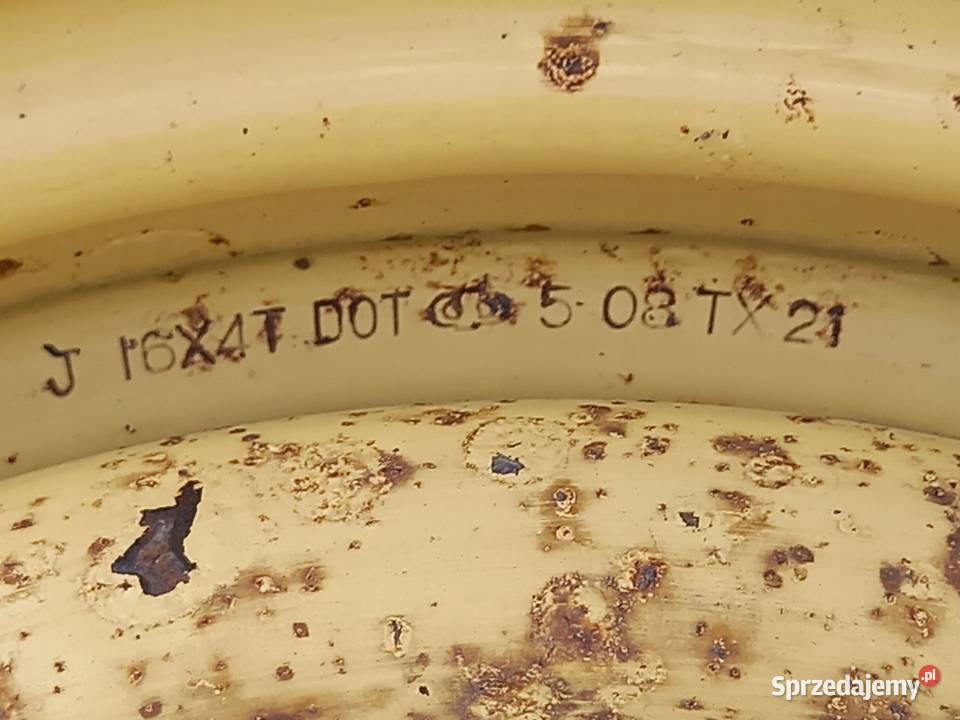 J 16X4T DOT 5 08 TX 21
Sprzedajemy.pl